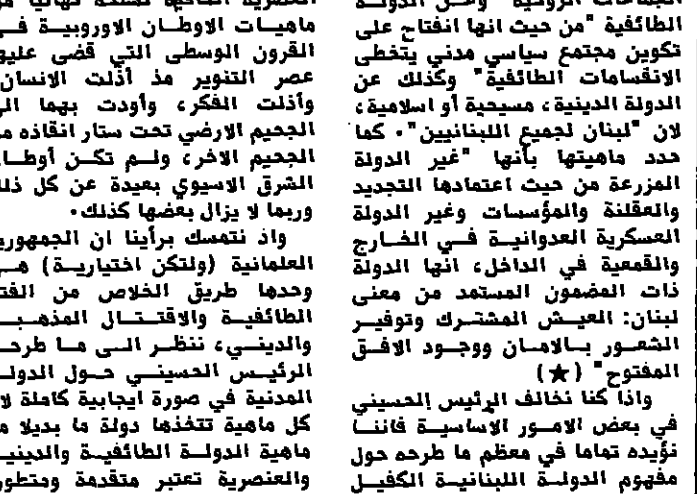 الطائفية "من حيث انها انفتاح على
تكوين مجتمع سياسي مدني يتخطى
الانقسامات الطائفية" وكذلك عن
الدولة الدينية، مسيحية أو اسلامية،
لان "لبنان لجميع اللبنانيين". كما
حدد ماهيتها بأنها "غير الدولة
المزرعة من حيث اعتمادها التجديد
والعقلنة والمؤسسات وغير الدولة
العسكرية العدوانية في الخارج
والقمعية في الداخل، انها الدولة
ذات المضمون المستمد من معنى
لبنان: العيش المشترك وتوفير
الشعور بالامان ووجود الافق
المفتوح" (★)
واذا كنا نخالف الرئيس الحسيني
في بعض الامور الاساسية فاننا
نؤيده تماما في معظم ما طرحه حول
مفهوم الدولة اللبنانية الكفيل
ماهيات الاوطان الاوروبية في
القرون الوسطى التي قضى عليها
عصر التنوير مذ أذلت الانسان
وأذلت الفكر، وأودت بهما الى
الجحيم الارضي تحت ستار انقاذه م
الجحيم الاخر، ولم تكن أوطا
الشرق الاسيوي بعيدة عن كل ذلك
وربما لا يزال بعضها كذلك.
واذ نتمسك برأينا ان الجمهوري
العلمانية (ولتكن اختيارية) هي
وحدها طريق الخلاص من الفت
الطائفية والاقتتال المذهبي
والديني، ننظر الى ما طرحه
الرئيس الحسيني حول الدولة
المدنية في صورة ايجابية كاملة لا
كل ماهية تتخذها دولة ما بديلا م
ماهية الدولة الطائفية والدينية
والعنصرية تعتبر متقدمة ومتطور